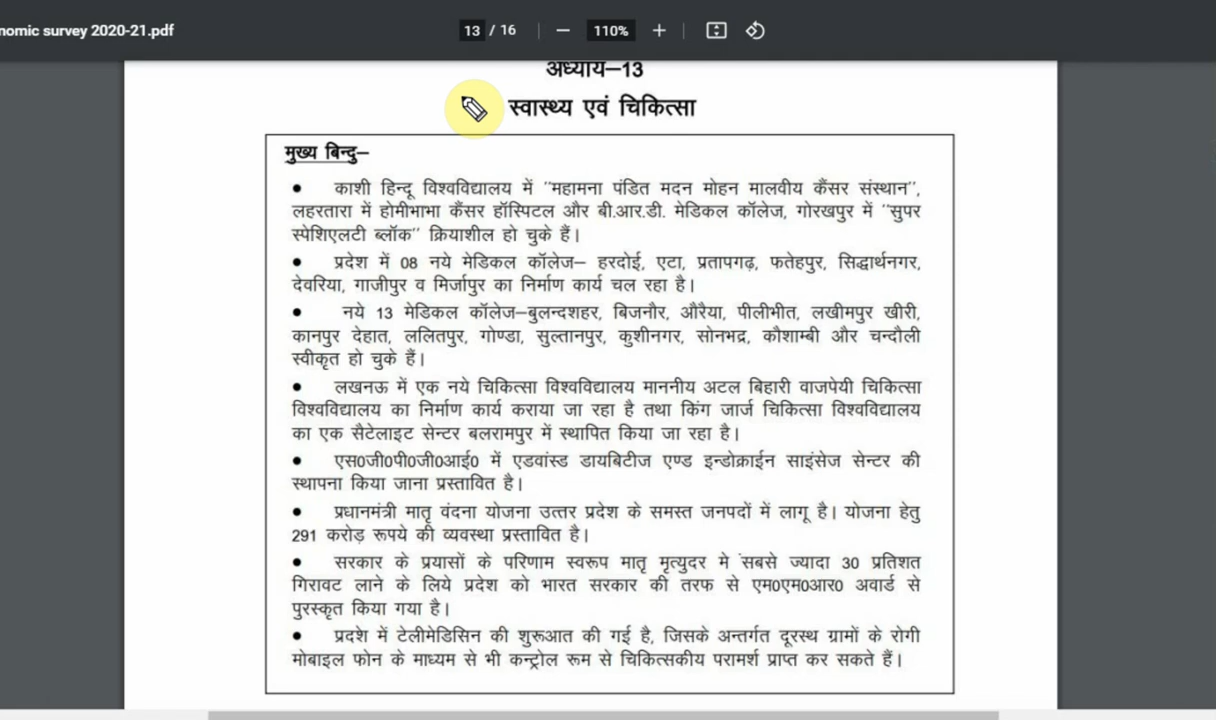 nomic survey 2020-21.pdf
13 / 16
110%
अध्याय–13
स्वास्थ्य एवं चिकित्सा
मुख्य बिन्दु–
• काशी हिन्दू विश्वविद्यालय में "महामना पंडित मदन मोहन मालवीय कैंसर संस्थान",
लहरतारा में होमीभाभा कैंसर हॉस्पिटल और बी.आर.डी. मेडिकल कॉलेज, गोरखपुर में "सुपर
स्पेशिएलटी ब्लॉक" क्रियाशील हो चुके हैं।
• प्रदेश में 08 नये मेडिकल कॉलेज– हरदोई, एटा, प्रतापगढ़, फतेहपुर, सिद्धार्थनगर,
देवरिया, गाजीपुर व मिर्जापुर का निर्माण कार्य चल रहा है।
• नये 13 मेडिकल कॉलेज–बुलन्दशहर, बिजनौर, औरैया, पीलीभीत, लखीमपुर खीरी,
कानपुर देहात, ललितपुर, गोण्डा, सुल्तानपुर, कुशीनगर, सोनभद्र, कौशाम्बी और चन्दौली
स्वीकृत हो चुके हैं।
• लखनऊ में एक नये चिकित्सा विश्वविद्यालय माननीय अटल बिहारी वाजपेयी चिकित्सा
विश्वविद्यालय का निर्माण कार्य कराया जा रहा है तथा किंग जार्ज चिकित्सा विश्वविद्यालय
का एक सैटेलाइट सेन्टर बलरामपुर में स्थापित किया जा रहा है।
• एस0जी0पी0जी0आई0 में एडवांस्ड डायबिटीज एण्ड इन्डोक्राईन साइंसेज सेन्टर की
स्थापना किया जाना प्रस्तावित है।
• प्रधानमंत्री मातृ वंदना योजना उत्तर प्रदेश के समस्त जनपदों में लागू है। योजना हेतु
291 करोड़ रूपये की व्यवस्था प्रस्तावित है।
• सरकार के प्रयासों के परिणाम स्वरूप मातृ मृत्युदर मे सबसे ज्यादा 30 प्रतिशत
गिरावट लाने के लिये प्रदेश को भारत सरकार की तरफ से एम0एम0आर0 अवार्ड से
पुरस्कृत किया गया है।
• प्रदशे में टेलीमेडिसिन की शुरूआत की गई है, जिसके अन्तर्गत दूरस्थ ग्रामों के रोगी
मोबाइल फोन के माध्यम से भी कन्ट्रोल रूम से चिकित्सकीय परामर्श प्राप्त कर सकते हैं।